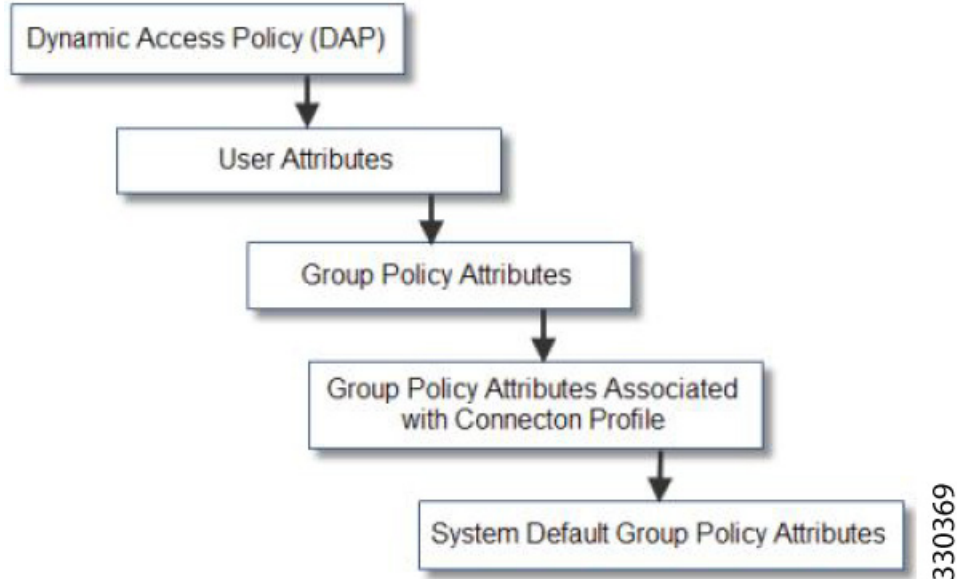 Dynamic Access Policy (DAP)
User Attributes
Group Policy Attributes
Group Policy Attributes Associated
with Connecton Profile
System Default Group Policy Attributes
330369